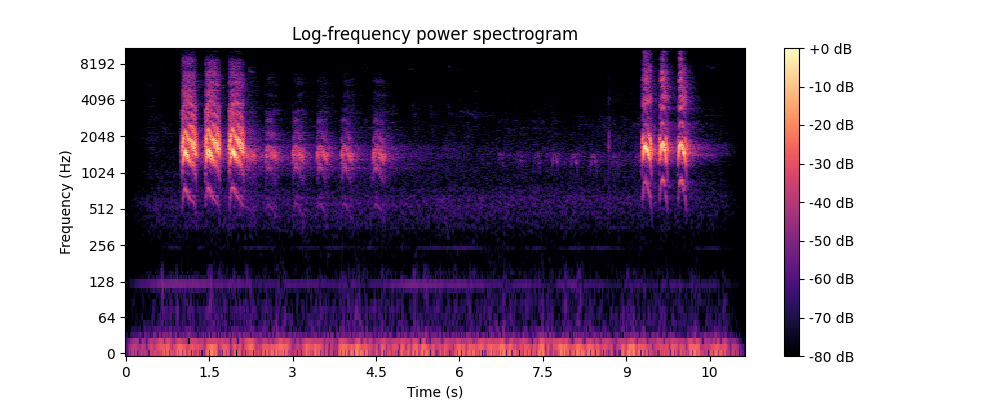 Log-frequency power spectrogram
Frequency (Hz)
8192
4096
2048
1024
512
256
128
64
0
0 1.5 3 4.5 6 7.5 9 10
Time (s)
+0 dB
-10 dB
-20 dB
-30 dB
-40 dB
-50 dB
-60 dB
-70 dB
-80 dB